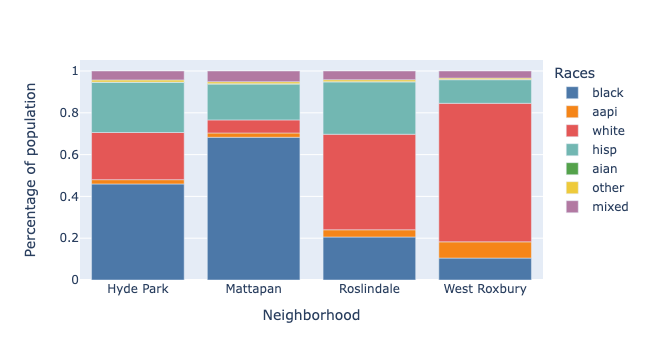 Percentage of population
1
0.8
0.6
0.4
0.2
0
Hyde Park
Mattapan
Roslindale
West Roxbury
Neighborhood
Races
black
aapi
white
hisp
aian
other
mixed